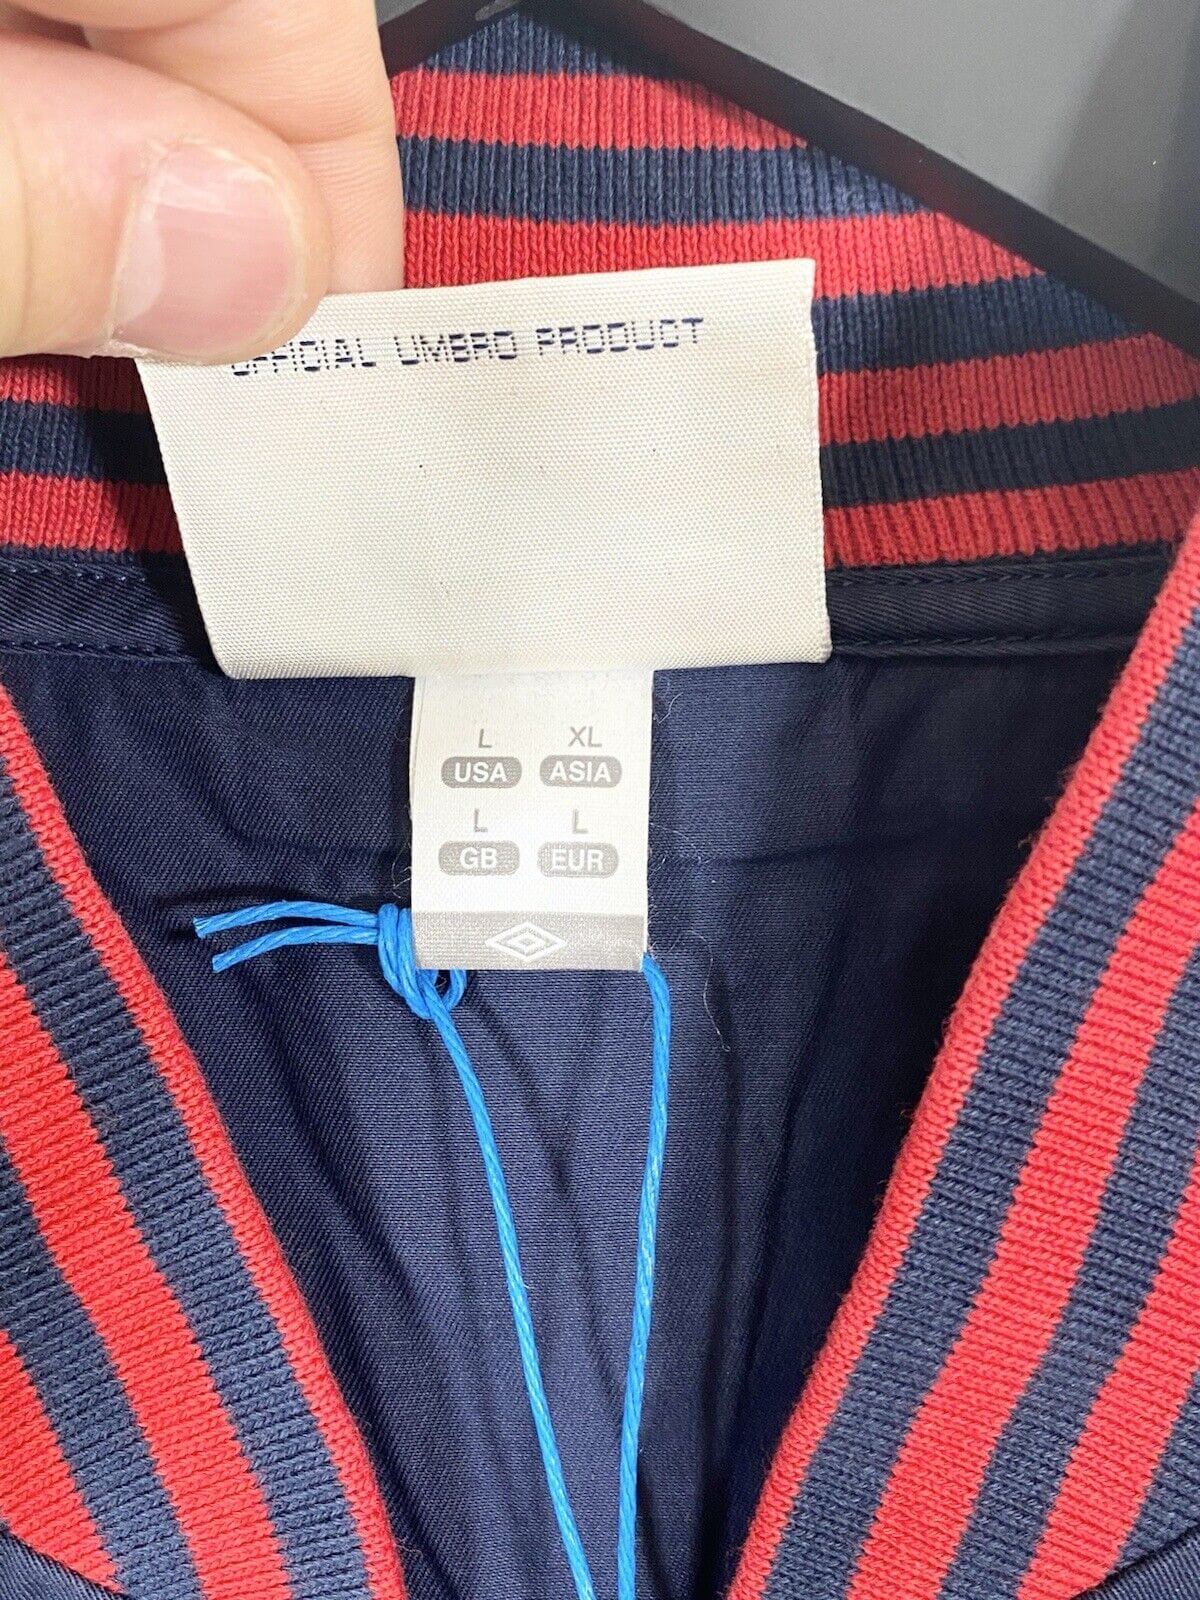 OFFICIAL UMBRO PRODUCT
L XL
USA ASIA
L L
GB EUR